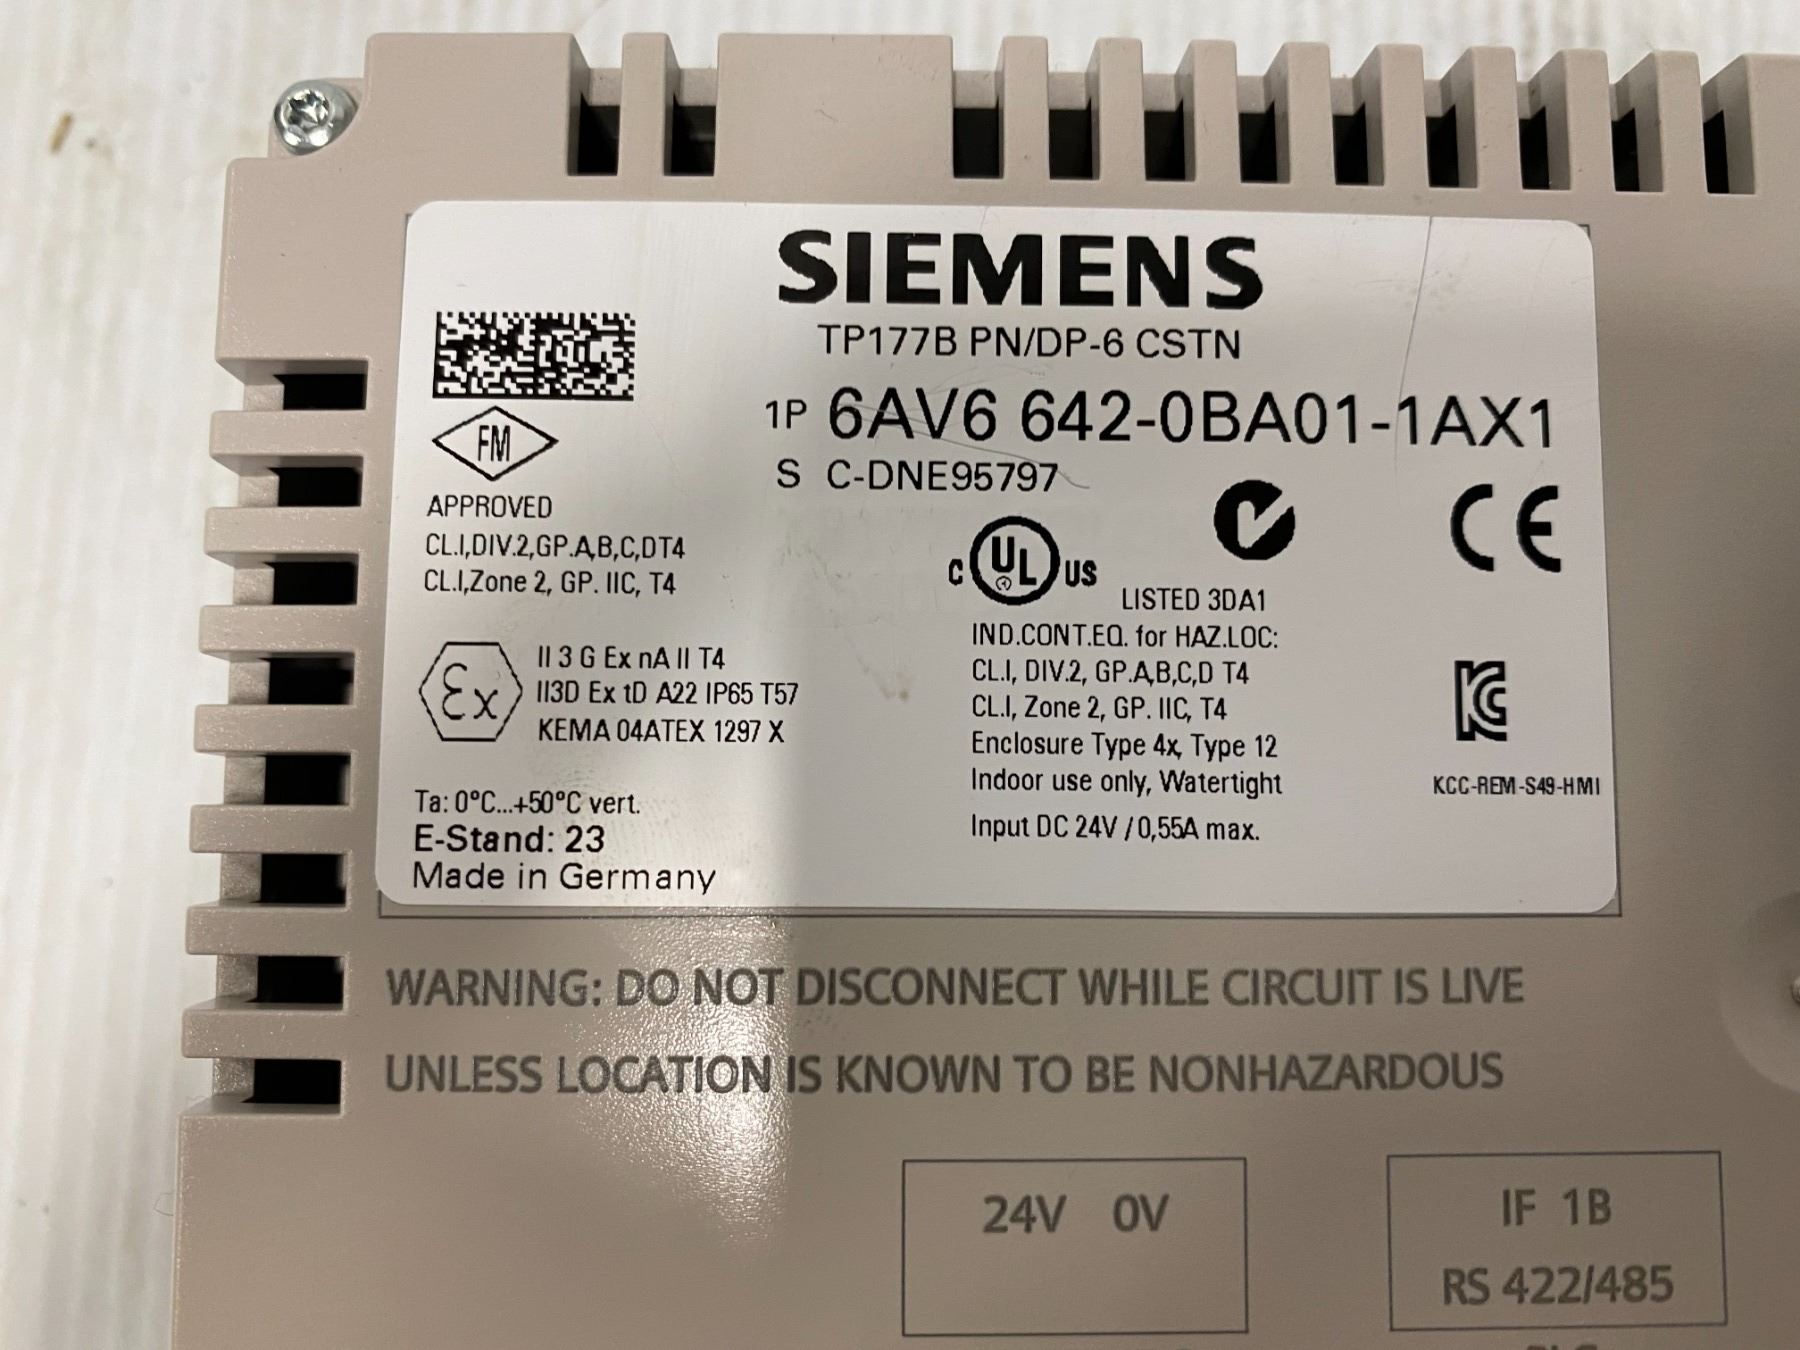 SIEMENS
TP177B PN/DP-6 CSTN
1P 6AV6 642-0BA01-1AX1
S C-DNE95797
FM
APPROVED
CL.I,DIV.2,GP.A,B,C,DT4
CL.I,Zone 2, GP. IIC, T4
C UL US
LISTED 3DA1
CE
IND.CONT.EQ. for HAZ.LOC:
CL.I, DIV.2, GP.A,B,C,D T4
CL.I, Zone 2, GP. IIC, T4
Enclosure Type 4x, Type 12
Indoor use only, Watertight
Input DC 24V / 0,55A max.
KCC-REM-S49-HMI
Ex
II 3 G Ex nA II T4
II3D Ex tD A22 IP65 T57
KEMA 04ATEX 1297 X
Ta: 0°C...+50°C vert.
E-Stand: 23
Made in Germany
WARNING: DO NOT DISCONNECT WHILE CIRCUIT IS LIVE
UNLESS LOCATION IS KNOWN TO BE NONHAZARDOUS
24V 0V
IF 1B
RS 422/485